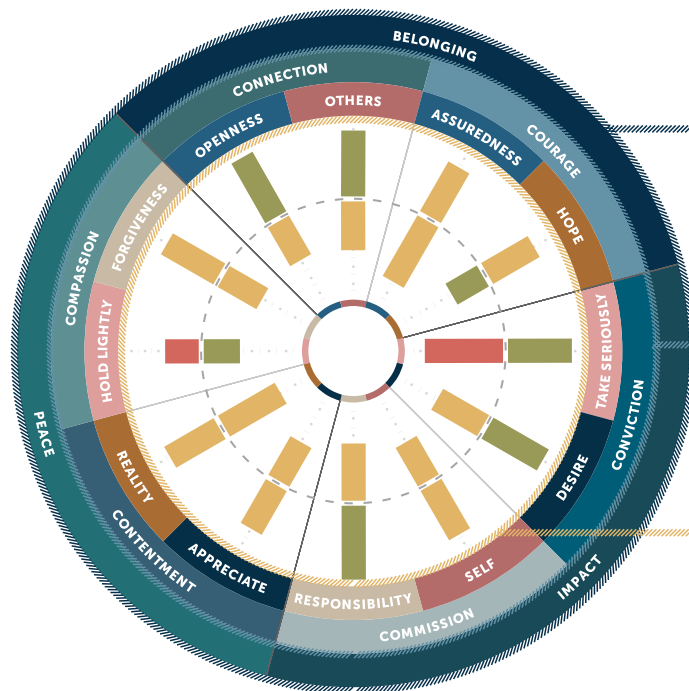 BELONGING
CONNECTION
OTHERS
OPENNESS
ASSUREDNESS
COURAGE
HOPE
FORGIVENESS
COMPASSION
HOLD LIGHTLY
TAKE SERIOUSLY
CONVICTION
PEACE
REALITY
DESIRE
CONTENTMENT
APPRECIATE
SELF
IMPACT
RESPONSIBILITY
COMMISSION